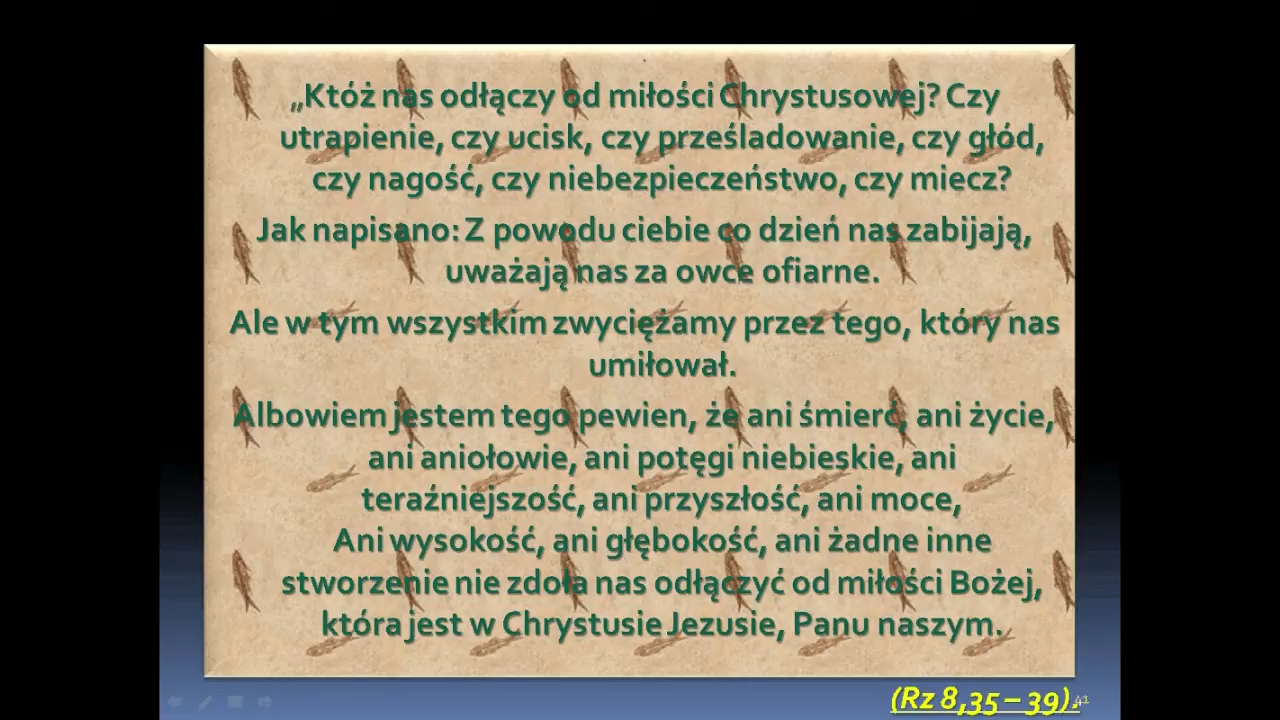 „Któż nas odłączy od miłości Chrystusowej? Czy
utrapienie, czy ucisk, czy prześladowanie, czy głód,
czy nagość, czy niebezpieczeństwo, czy miecz?
Jak napisano: Z powodu ciebie co dzień nas zabijają,
uważają nas za owce ofiarne.
Ale w tym wszystkim zwyciężamy przez tego, który nas
umiłował.
Albowiem jestem tego pewien, że ani śmierć, ani życie,
ani aniołowie, ani potęgi niebieskie, ani
teraźniejszość, ani przyszłość, ani moce,
Ani wysokość, ani głębokość, ani żadne inne
stworzenie nie zdoła nas odłączyć od miłości Bożej,
która jest w Chrystusie Jezusie, Panu naszym.
(Rz 8,35 – 39).
41